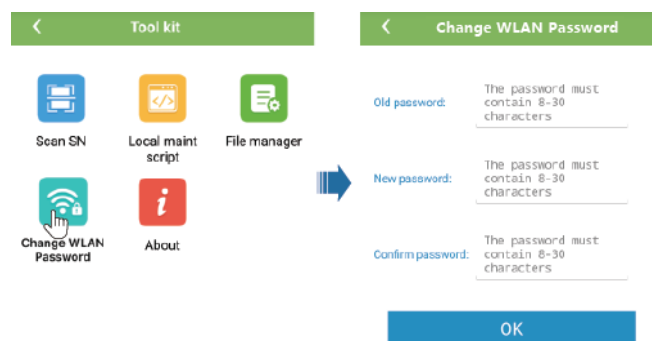 Tool kit
Scan SN
Local maint
script
File manager
Change WLAN
Password
About
Change WLAN Password
Old password:
The password must
contain 8-30
characters
New password:
The password must
contain 8-30
characters
Confirm password:
The password must
contain 8-30
characters
OK